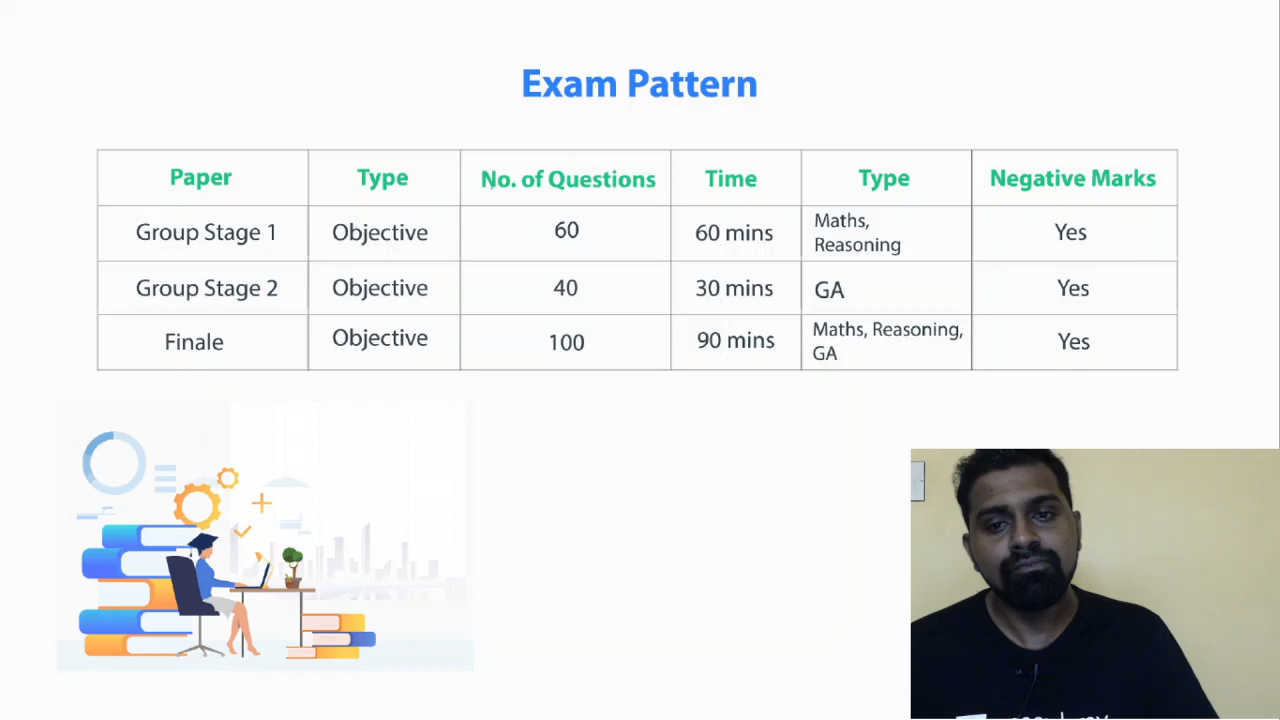 Exam Pattern
Paper Type No. of Questions Time Type Negative Marks
Group Stage 1 Objective 60 60 mins Maths, Reasoning Yes
Group Stage 2 Objective 40 30 mins GA Yes
Finale Objective 100 90 mins Maths, Reasoning, GA Yes